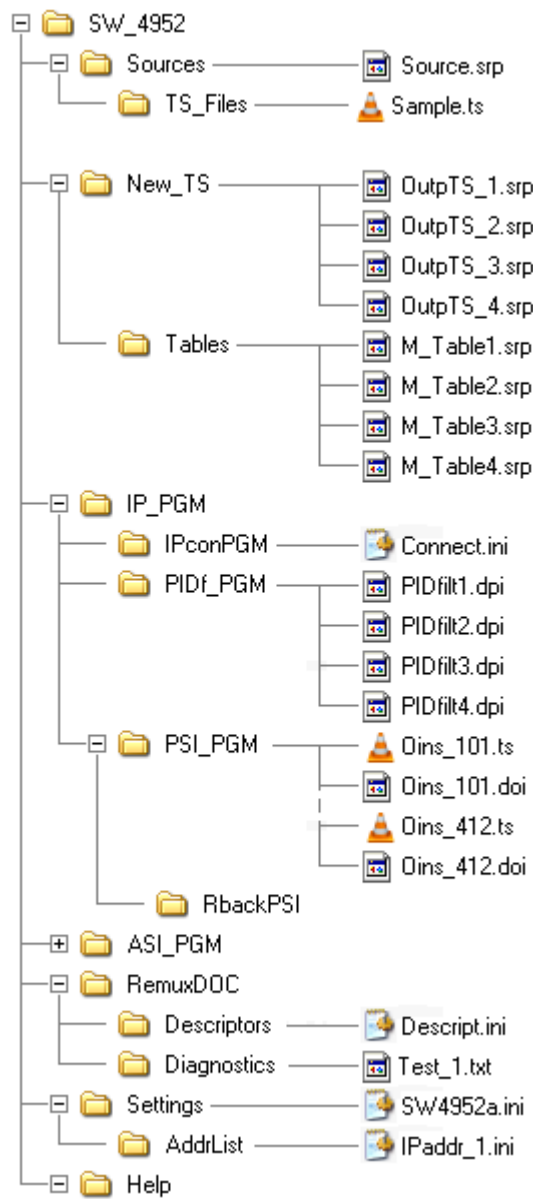 SW_4952
Sources Source.srp
TS_Files Sample.ts
New_TS OutpTS_1.srp
OutpTS_2.srp
OutpTS_3.srp
OutpTS_4.srp
Tables M_Table1.srp
M_Table2.srp
M_Table3.srp
M_Table4.srp
IP_PGM
IPconPGM Connect.ini
PIDf_PGM PIDfilt1.dpi
PIDfilt2.dpi
PIDfilt3.dpi
PIDfilt4.dpi
PSI_PGM Oins_101.ts
Oins_101.doi
Oins_412.ts
Oins_412.doi
RbackPSI
ASI_PGM
RemuxDOC
Descriptors Descript.ini
Diagnostics Test_1.txt
Settings SW4952a.ini
AddrList IPaddr_1.ini
Help